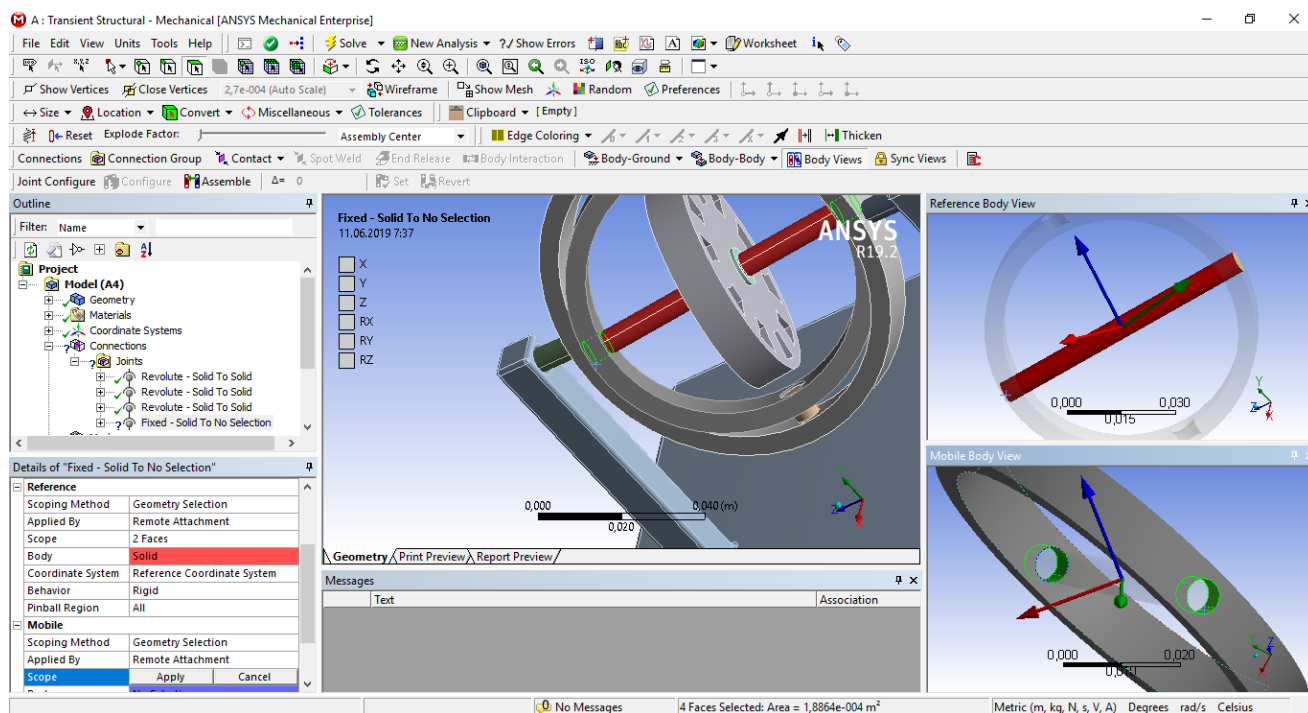 A : Transient Structural - Mechanical [ANSYS Mechanical Enterprise]
File Edit View Units Tools Help Solve New Analysis ?/ Show Errors Worksheet
Show Vertices Close Vertices 2,7e-004 (Auto Scale) Wireframe Show Mesh Random Preferences
Size Location Convert Miscellaneous Tolerances Clipboard [Empty]
Reset Explode Factor: Assembly Center Edge Coloring Thicken
Connections Connection Group Contact Spot Weld End Release Body Interaction Body-Ground Body-Body Body Views Sync Views
Joint Configure Configure Assemble Δ= 0 Set Revert
Outline
Filter: Name
Project
Model (A4)
Geometry
Materials
Coordinate Systems
Connections
Joints
Revolute - Solid To Solid
Revolute - Solid To Solid
Revolute - Solid To Solid
Fixed - Solid To No Selection
Details of "Fixed - Solid To No Selection"
Reference
Scoping Method Geometry Selection
Applied By Remote Attachment
Scope 2 Faces
Body Solid
Coordinate System Reference Coordinate System
Behavior Rigid
Pinball Region All
Mobile
Scoping Method Geometry Selection
Applied By Remote Attachment
Scope Apply Cancel
Fixed - Solid To No Selection
11.06.2019 7:37
X
Y
Z
RX
RY
RZ
ANSYS
R19.2
0,000 0,040 (m)
0,020
Z
X
Geometry Print Preview Report Preview
Messages
Text Association
Reference Body View
0,000 0,030
0,015
Y
Z
X
Mobile Body View
0,000 0,020
0,010
Y
Z
X
No Messages 4 Faces Selected: Area = 1,8864e-004 m² Metric (m, kg, N, s, V, A) Degrees rad/s Celsius